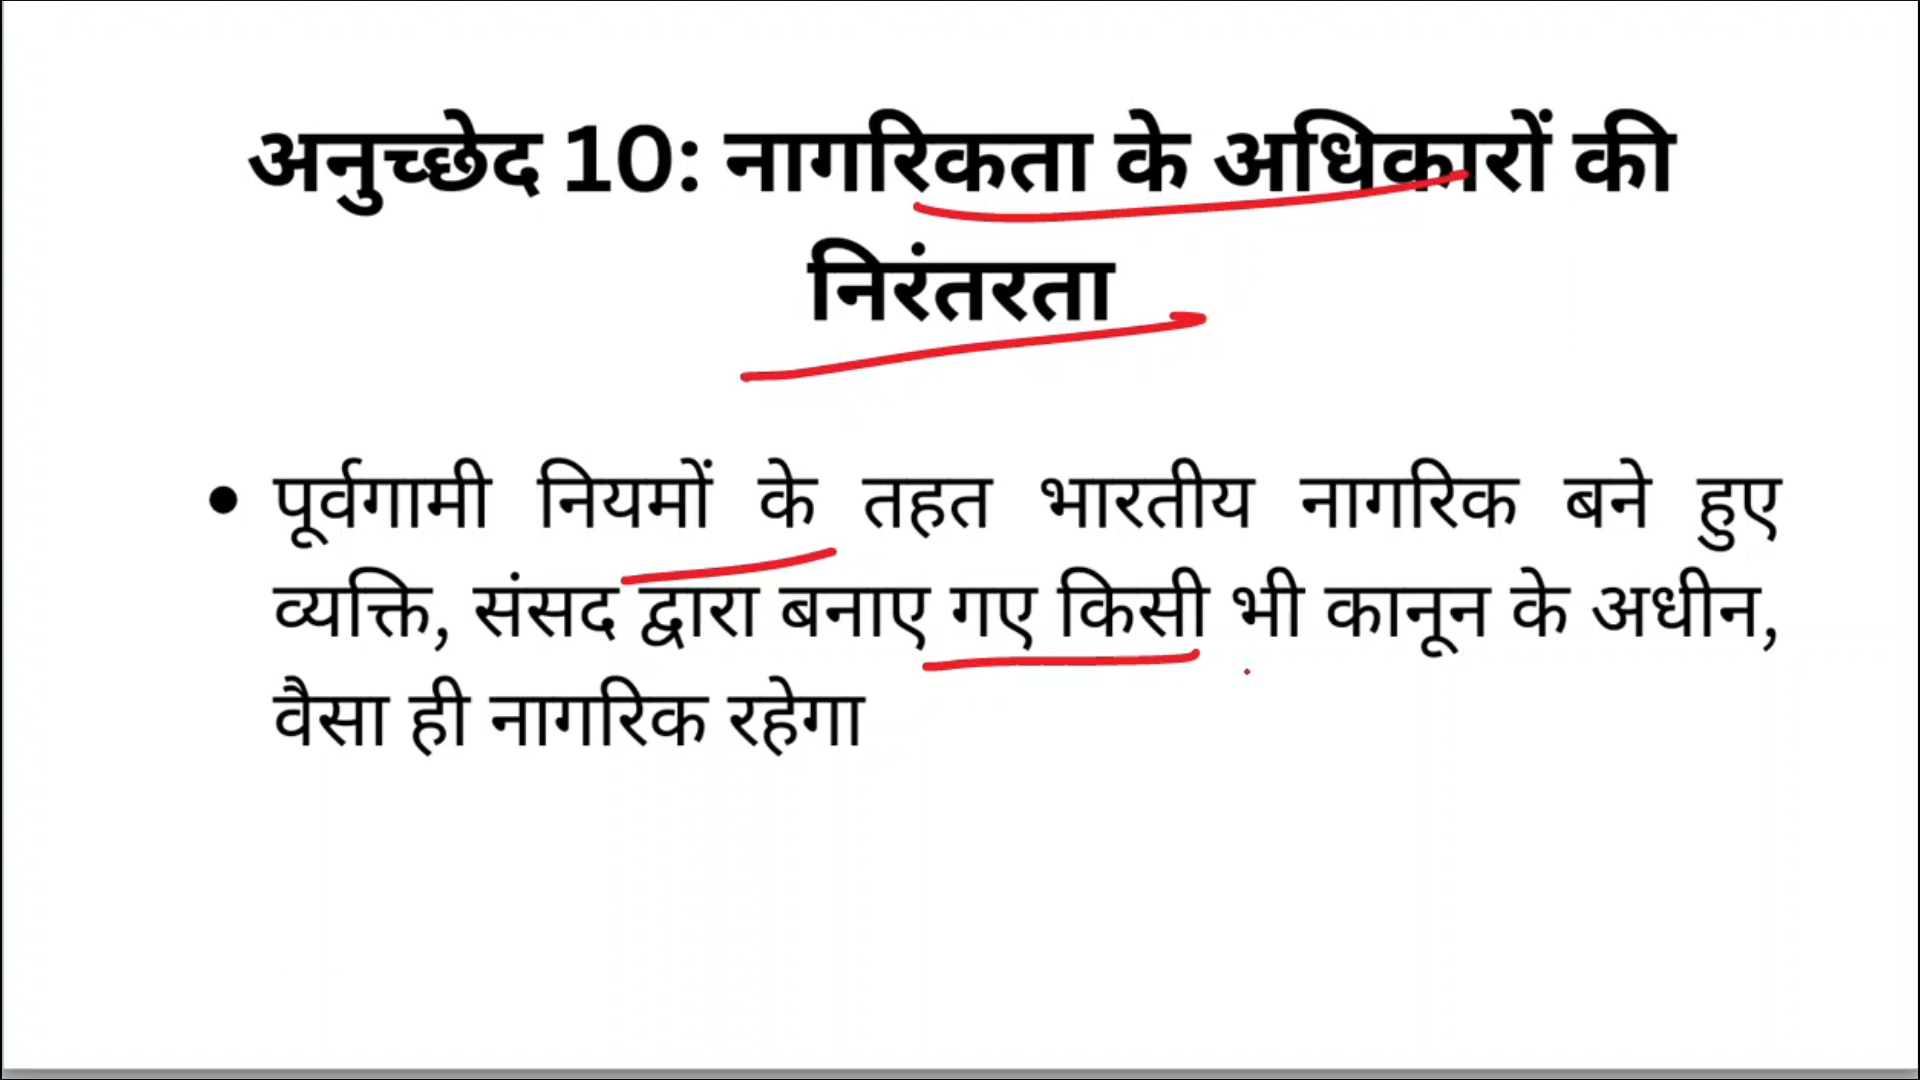 अनुच्छेद 10: नागरिकता के अधिकारों की
निरंतरता
• पूर्वगामी नियमों के तहत भारतीय नागरिक बने हुए
व्यक्ति, संसद द्वारा बनाए गए किसी भी कानून के अधीन,
वैसा ही नागरिक रहेगा